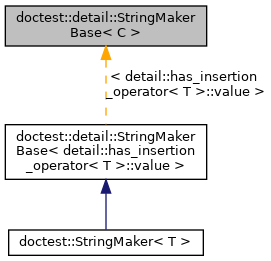 doctest::detail::StringMaker
Base< C >
< detail::has_insertion
_operator< T >::value >
doctest::detail::StringMaker
Base< detail::has_insertion
_operator< T >::value >
doctest::StringMaker< T >